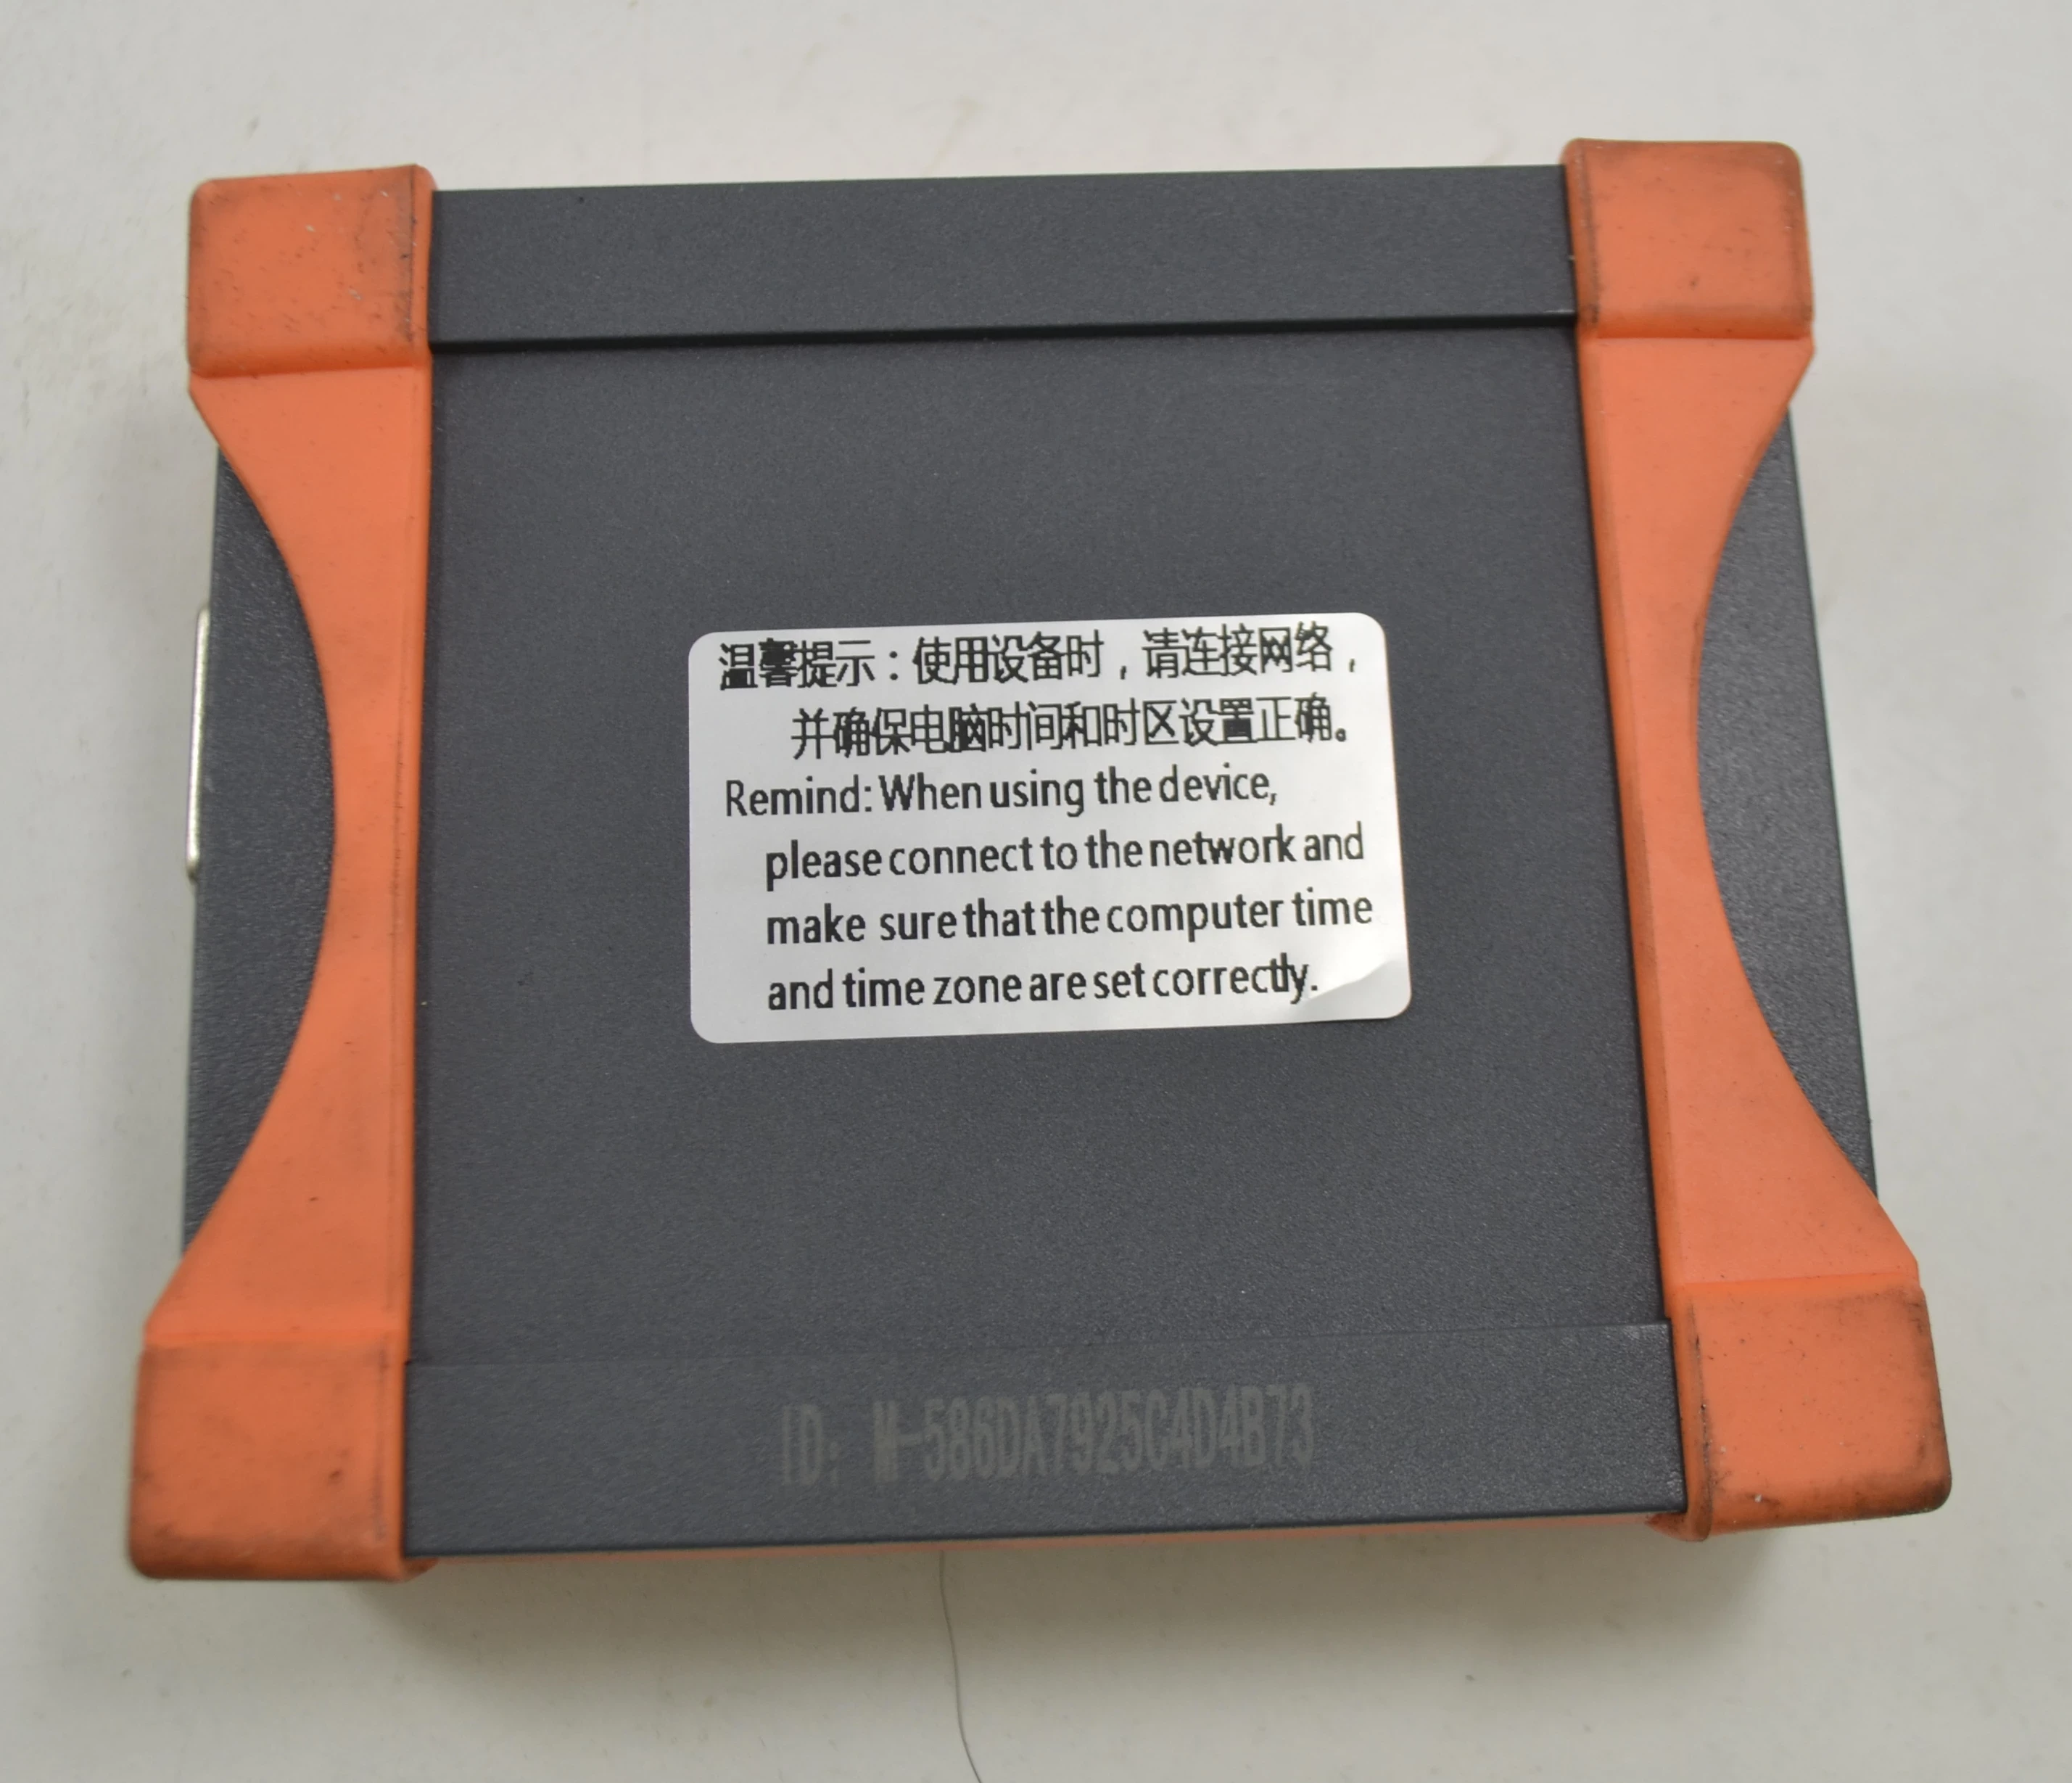 温馨提示：使用设备时，请连接网络，
并确保电脑时间和时区设置正确。
Remind: When using the device,
please connect to the network and
make sure that the computer time
and time zone are set correctly.
ID: M-586DA7925C4D4B73